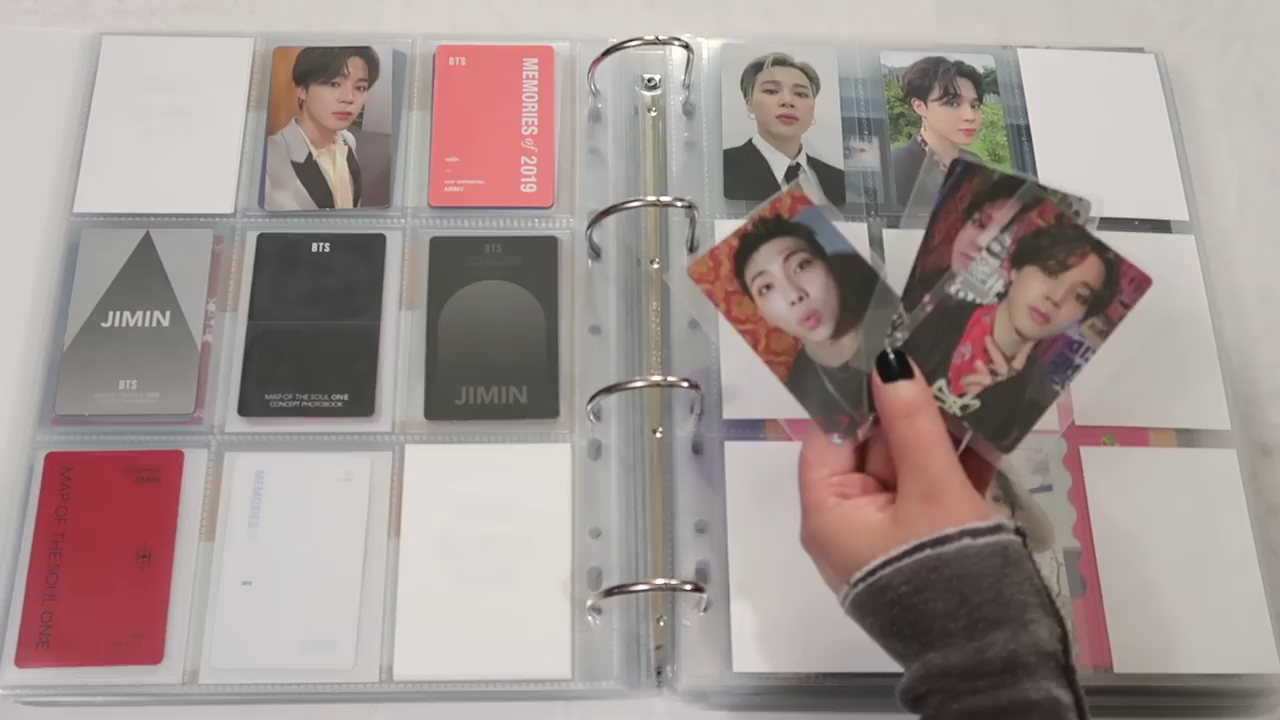 BTS
MEMORIES of 2019
with
our universe
ARMY
JIMIN
BTS
BTS
MAP OF THE SOUL ONE
CONCEPT PHOTOBOOK
BTS
JIMIN
JIMIN
MAP OF THE SOUL ONE
MEMORIES